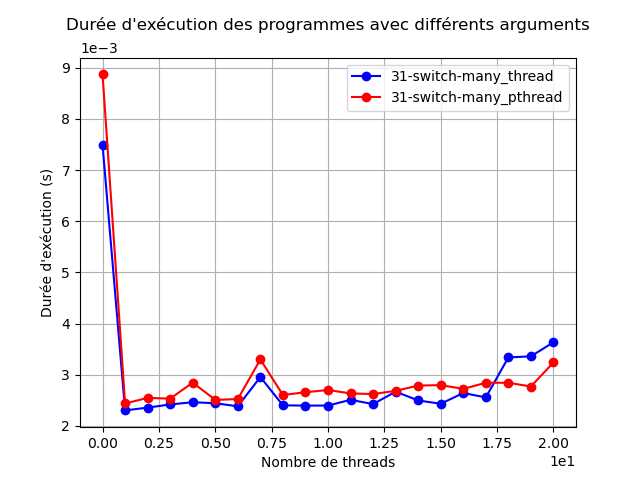 Durée d'exécution des programmes avec différents arguments
1e−3
31-switch-many_thread
31-switch-many_pthread
9
8
7
6
5
4
3
2
Durée d'exécution (s)
0.00 0.25 0.50 0.75 1.00 1.25 1.50 1.75 2.00
1e1
Nombre de threads